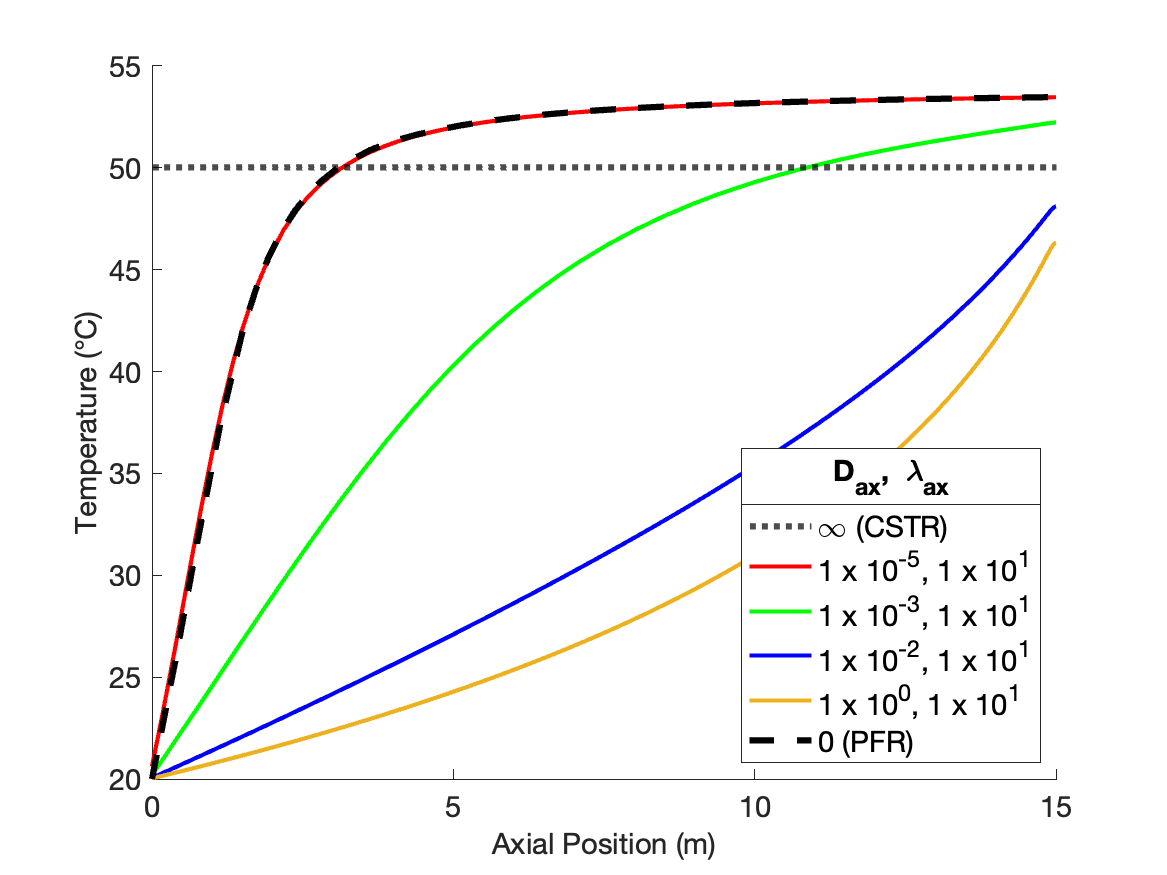 55
50
45
40
35
30
25
20
0
5
10
15
Temperature (°C)
Axial Position (m)
D_ax, λ_ax
∞ (CSTR)
1 x 10^-5, 1 x 10^1
1 x 10^-3, 1 x 10^1
1 x 10^-2, 1 x 10^1
1 x 10^0, 1 x 10^1
0 (PFR)